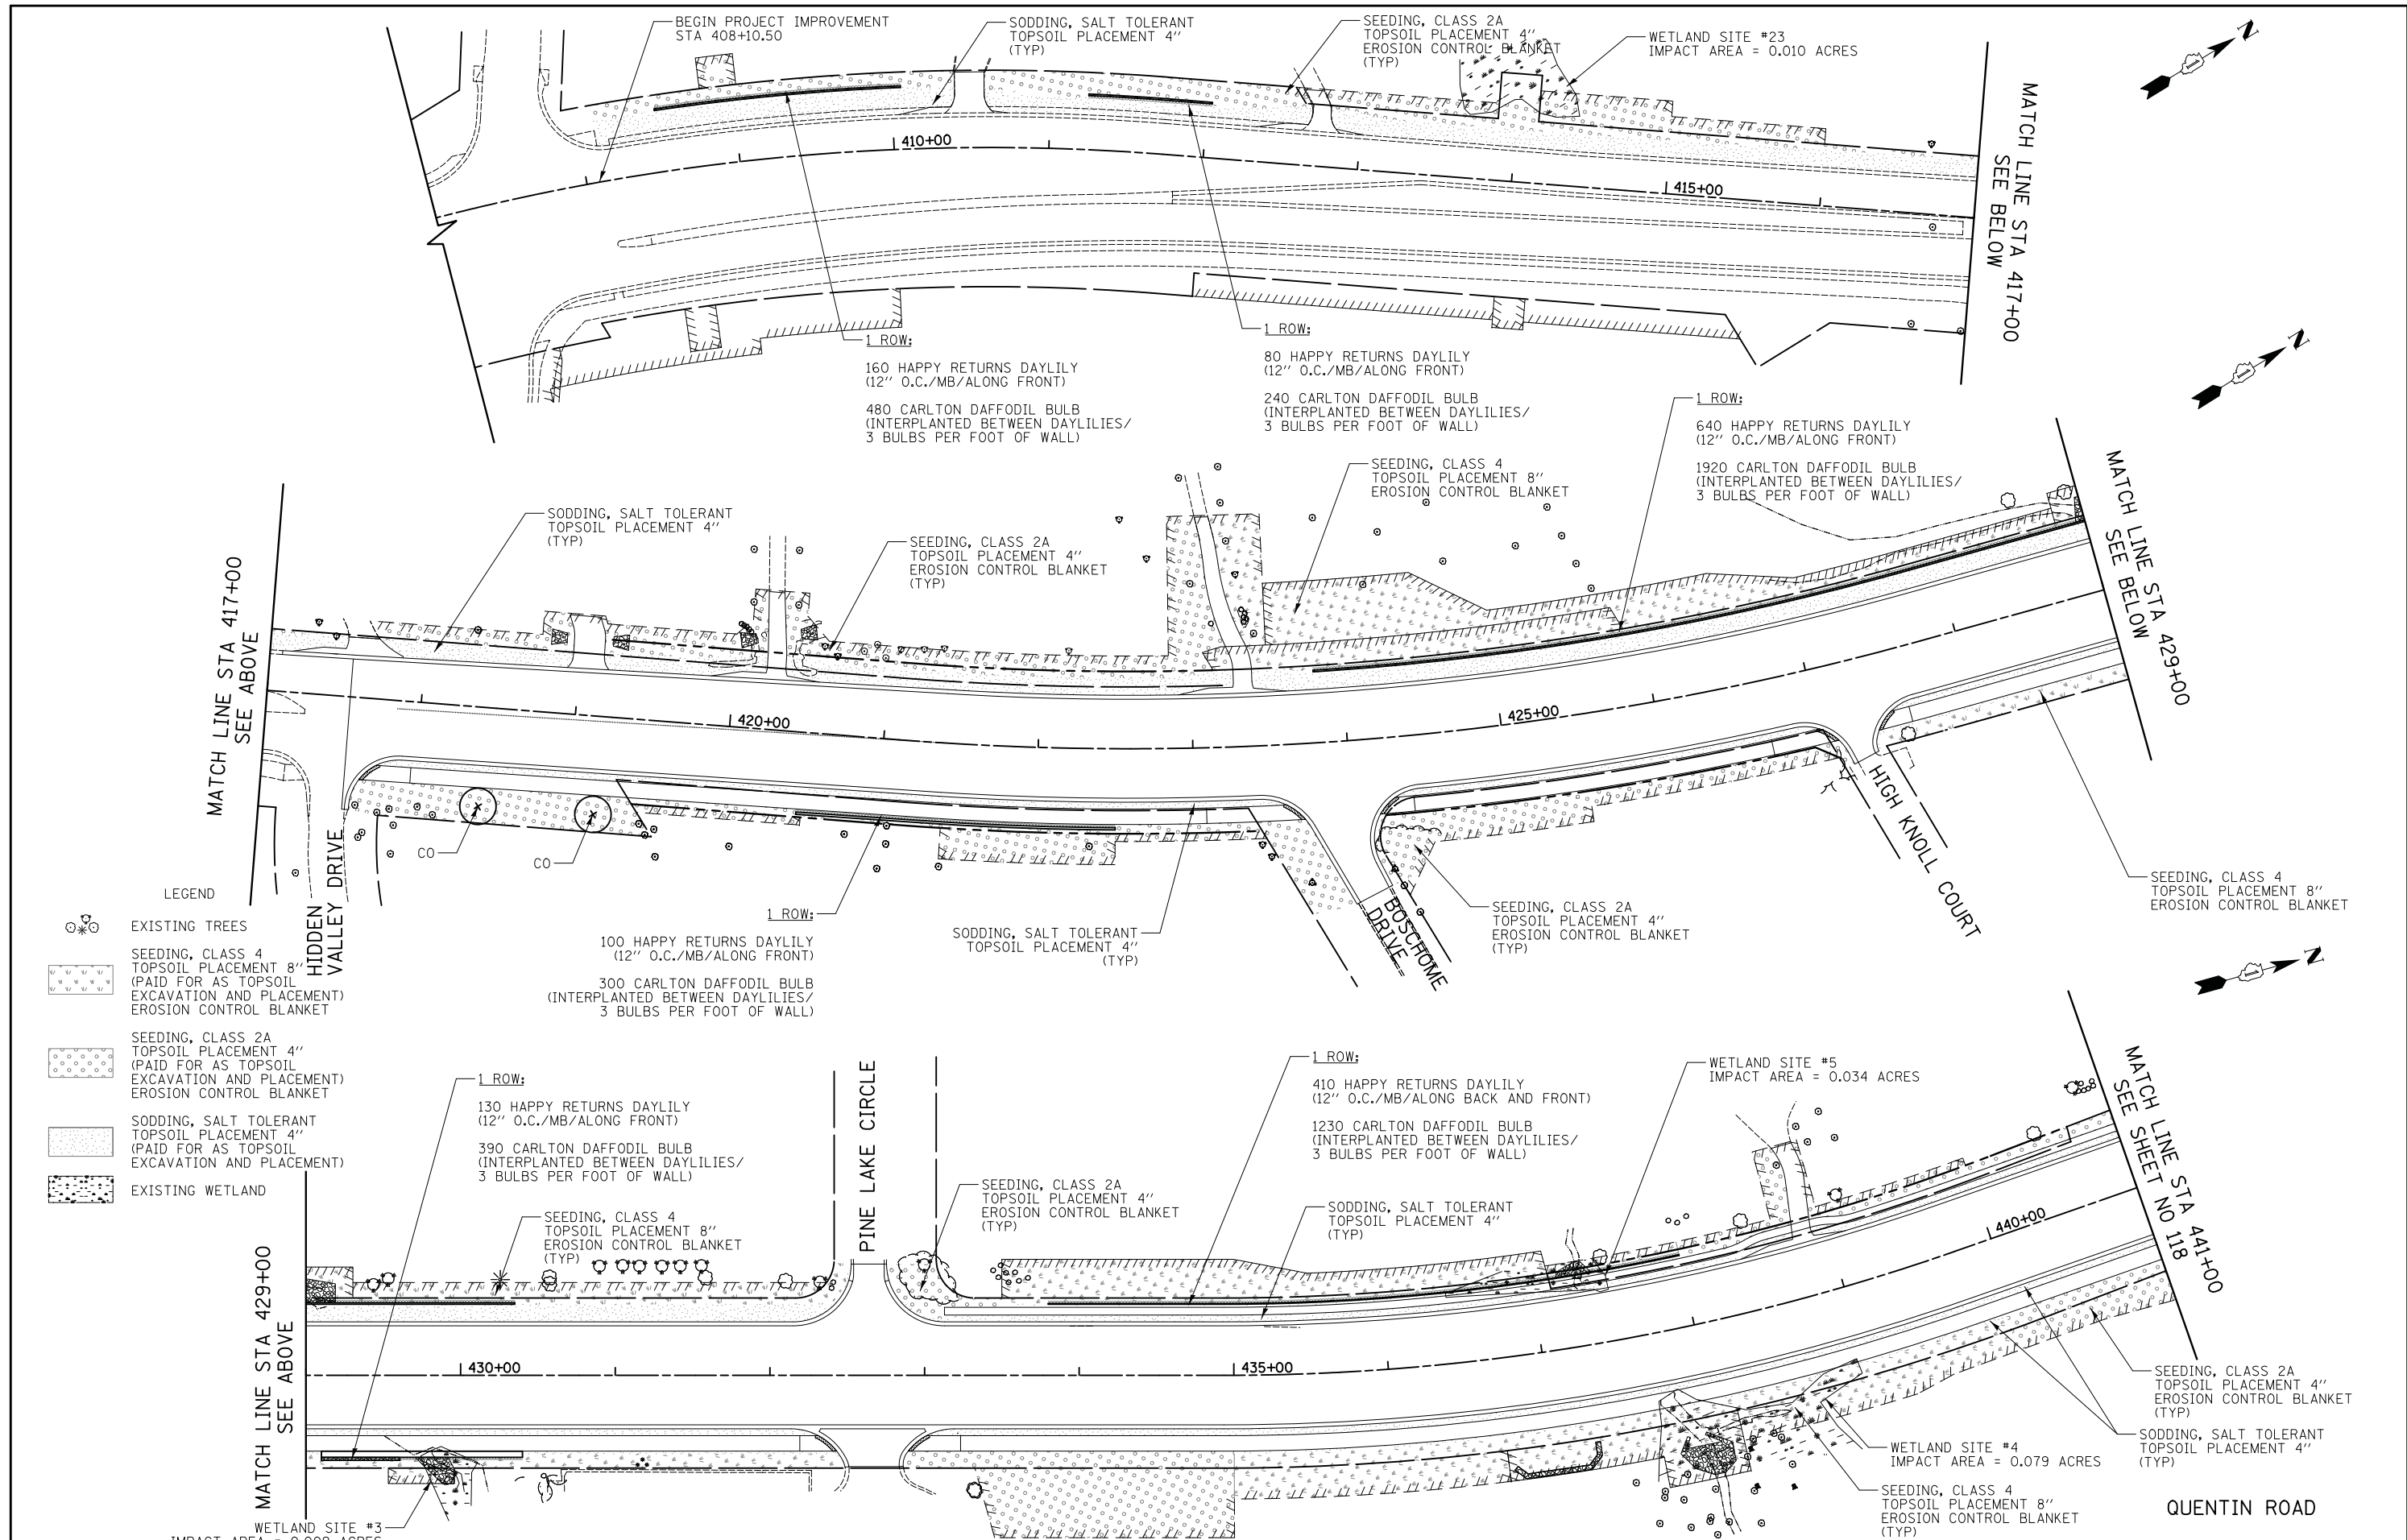 BEGIN PROJECT IMPROVEMENT
STA 408+10.50
SODDING, SALT TOLERANT
TOPSOIL PLACEMENT 4"
(TYP)
SEEDING, CLASS 2A
TOPSOIL PLACEMENT 4"
EROSION CONTROL BLANKET
(TYP)
WETLAND SITE #23
IMPACT AREA = 0.010 ACRES
N
MATCH LINE STA 417+00
SEE BELOW
410+00
415+00
1 ROW:
160 HAPPY RETURNS DAYLILY
(12" O.C./MB/ALONG FRONT)
480 CARLTON DAFFODIL BULB
(INTERPLANTED BETWEEN DAYLILIES/
3 BULBS PER FOOT OF WALL)
1 ROW:
80 HAPPY RETURNS DAYLILY
(12" O.C./MB/ALONG FRONT)
240 CARLTON DAFFODIL BULB
(INTERPLANTED BETWEEN DAYLILIES/
3 BULBS PER FOOT OF WALL)
1 ROW:
640 HAPPY RETURNS DAYLILY
(12" O.C./MB/ALONG FRONT)
1920 CARLTON DAFFODIL BULB
(INTERPLANTED BETWEEN DAYLILIES/
3 BULBS PER FOOT OF WALL)
N
SEEDING, CLASS 4
TOPSOIL PLACEMENT 8"
EROSION CONTROL BLANKET
SODDING, SALT TOLERANT
TOPSOIL PLACEMENT 4"
(TYP)
SEEDING, CLASS 2A
TOPSOIL PLACEMENT 4"
EROSION CONTROL BLANKET
(TYP)
MATCH LINE STA 417+00
SEE ABOVE
MATCH LINE STA 429+00
SEE BELOW
420+00
425+00
CO
CO
HIDDEN
VALLEY DRIVE
1 ROW:
100 HAPPY RETURNS DAYLILY
(12" O.C./MB/ALONG FRONT)
300 CARLTON DAFFODIL BULB
(INTERPLANTED BETWEEN DAYLILIES/
3 BULBS PER FOOT OF WALL)
SODDING, SALT TOLERANT
TOPSOIL PLACEMENT 4"
(TYP)
BOSCHOME
DRIVE
SEEDING, CLASS 2A
TOPSOIL PLACEMENT 4"
EROSION CONTROL BLANKET
(TYP)
HIGH KNOLL COURT
SEEDING, CLASS 4
TOPSOIL PLACEMENT 8"
EROSION CONTROL BLANKET
LEGEND
EXISTING TREES
SEEDING, CLASS 4
TOPSOIL PLACEMENT 8"
(PAID FOR AS TOPSOIL
EXCAVATION AND PLACEMENT)
EROSION CONTROL BLANKET
SEEDING, CLASS 2A
TOPSOIL PLACEMENT 4"
(PAID FOR AS TOPSOIL
EXCAVATION AND PLACEMENT)
EROSION CONTROL BLANKET
SODDING, SALT TOLERANT
TOPSOIL PLACEMENT 4"
(PAID FOR AS TOPSOIL
EXCAVATION AND PLACEMENT)
EXISTING WETLAND
N
1 ROW:
130 HAPPY RETURNS DAYLILY
(12" O.C./MB/ALONG FRONT)
390 CARLTON DAFFODIL BULB
(INTERPLANTED BETWEEN DAYLILIES/
3 BULBS PER FOOT OF WALL)
SEEDING, CLASS 4
TOPSOIL PLACEMENT 8"
EROSION CONTROL BLANKET
(TYP)
PINE LAKE CIRCLE
SEEDING, CLASS 2A
TOPSOIL PLACEMENT 4"
EROSION CONTROL BLANKET
(TYP)
1 ROW:
410 HAPPY RETURNS DAYLILY
(12" O.C./MB/ALONG BACK AND FRONT)
1230 CARLTON DAFFODIL BULB
(INTERPLANTED BETWEEN DAYLILIES/
3 BULBS PER FOOT OF WALL)
SODDING, SALT TOLERANT
TOPSOIL PLACEMENT 4"
(TYP)
WETLAND SITE #5
IMPACT AREA = 0.034 ACRES
MATCH LINE STA 441+00
SEE SHEET NO 118
MATCH LINE STA 429+00
SEE ABOVE
430+00
435+00
440+00
SEEDING, CLASS 2A
TOPSOIL PLACEMENT 4"
EROSION CONTROL BLANKET
(TYP)
SODDING, SALT TOLERANT
TOPSOIL PLACEMENT 4"
(TYP)
WETLAND SITE #4
IMPACT AREA = 0.079 ACRES
SEEDING, CLASS 4
TOPSOIL PLACEMENT 8"
EROSION CONTROL BLANKET
(TYP)
WETLAND SITE #3
IMPACT AREA =
ACRES
QUENTIN ROAD